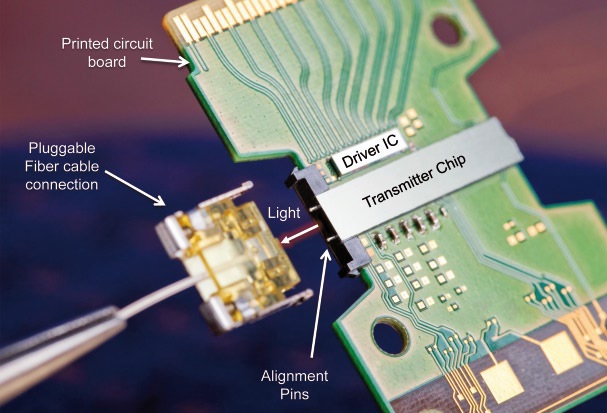 Printed circuit
board
Driver IC
Transmitter Chip
Pluggable
Fiber cable
connection
Light
Alignment
Pins